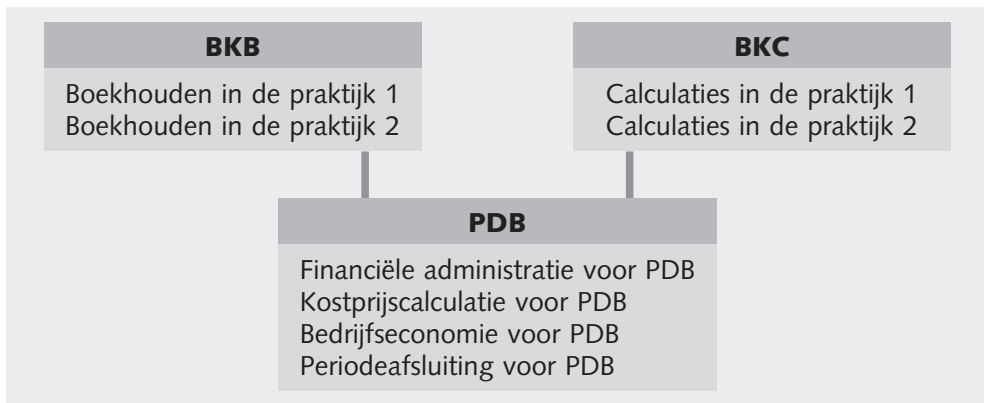 BKB
Boekhouden in de praktijk 1
Boekhouden in de praktijk 2
BKC
Calculaties in de praktijk 1
Calculaties in de praktijk 2
PDB
Financiële administratie voor PDB
Kostprijscalculatie voor PDB
Bedrijfseconomie voor PDB
Periodeafsluiting voor PDB